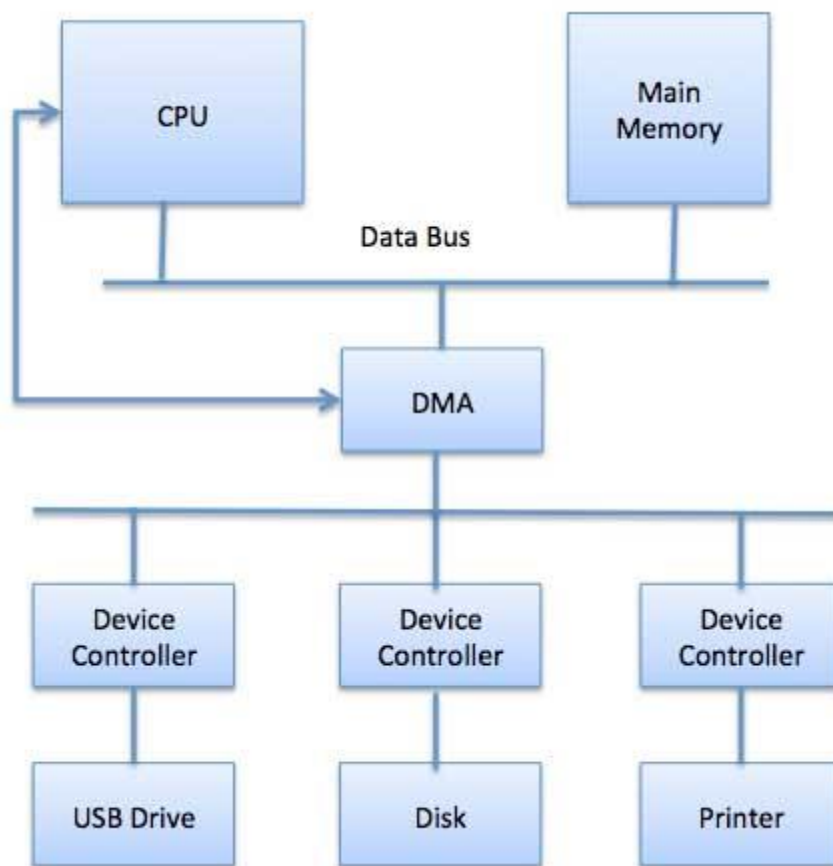 CPU
Main
Memory
Data Bus
DMA
Device
Controller
Device
Controller
Device
Controller
USB Drive
Disk
Printer